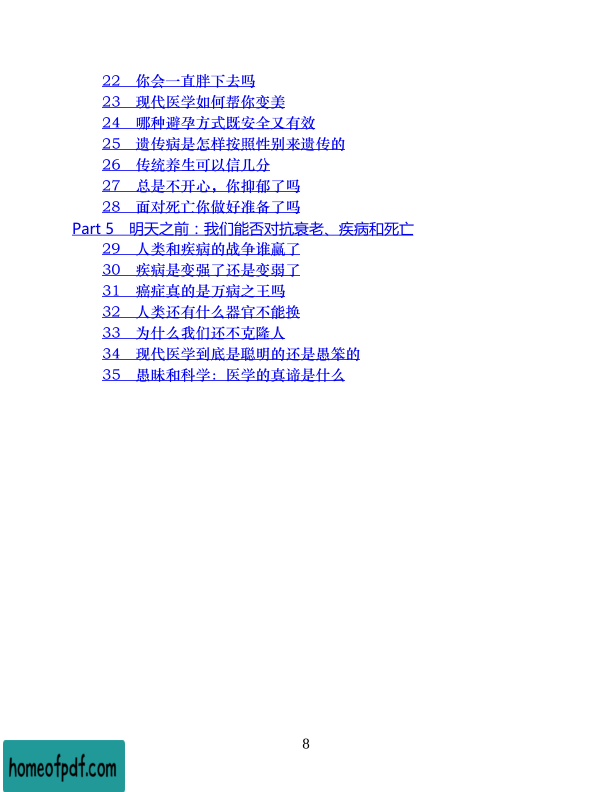 22 你会一直胖下去吗
23 现代医学如何帮你变美
24 哪种避孕方式既安全又有效
25 遗传病是怎样按照性别来遗传的
26 传统养生可以信几分
27 总是不开心，你抑郁了吗
28 面对死亡你做好准备了吗
Part 5 明天之前：我们能否对抗衰老、疾病和死亡
29 人类和疾病的战争谁赢了
30 疾病是变强了还是变弱了
31 癌症真的是万病之王吗
32 人类还有什么器官不能换
33 为什么我们还不克隆人
34 现代医学到底是聪明的还是愚笨的
35 愚昧和科学：医学的真谛是什么
8
homeofpdf.com